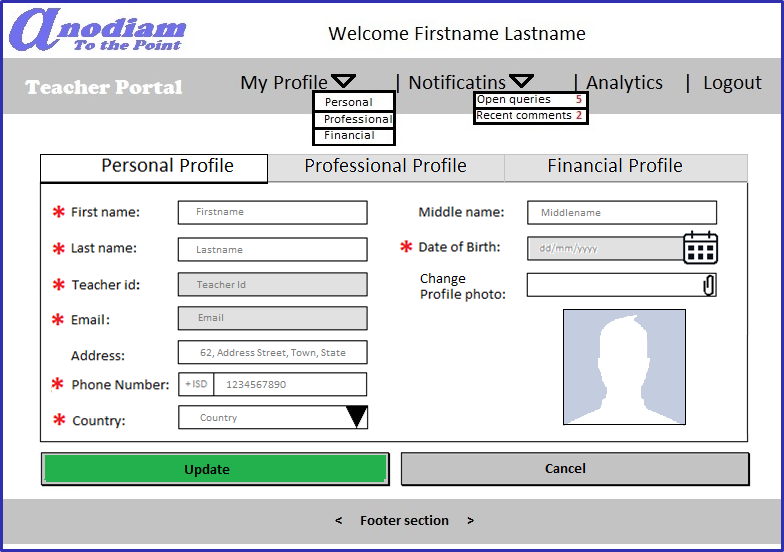 Anodiam
To the Point
Welcome Firstname Lastname
Teacher Portal
My Profile | Notificatins | Analytics | Logout
Personal
Professional
Financial
Open queries 5
Recent comments 2
Personal Profile Professional Profile Financial Profile
* First name: Firstname Middle name: Middlename
* Last name: Lastname * Date of Birth: dd/mm/yyyy
* Teacher id: Teacher Id Change
Profile photo:
* Email: Email
Address: 62, Address Street, Town, State
* Phone Number: +ISD 1234567890
* Country: Country
Update Cancel
< Footer section >